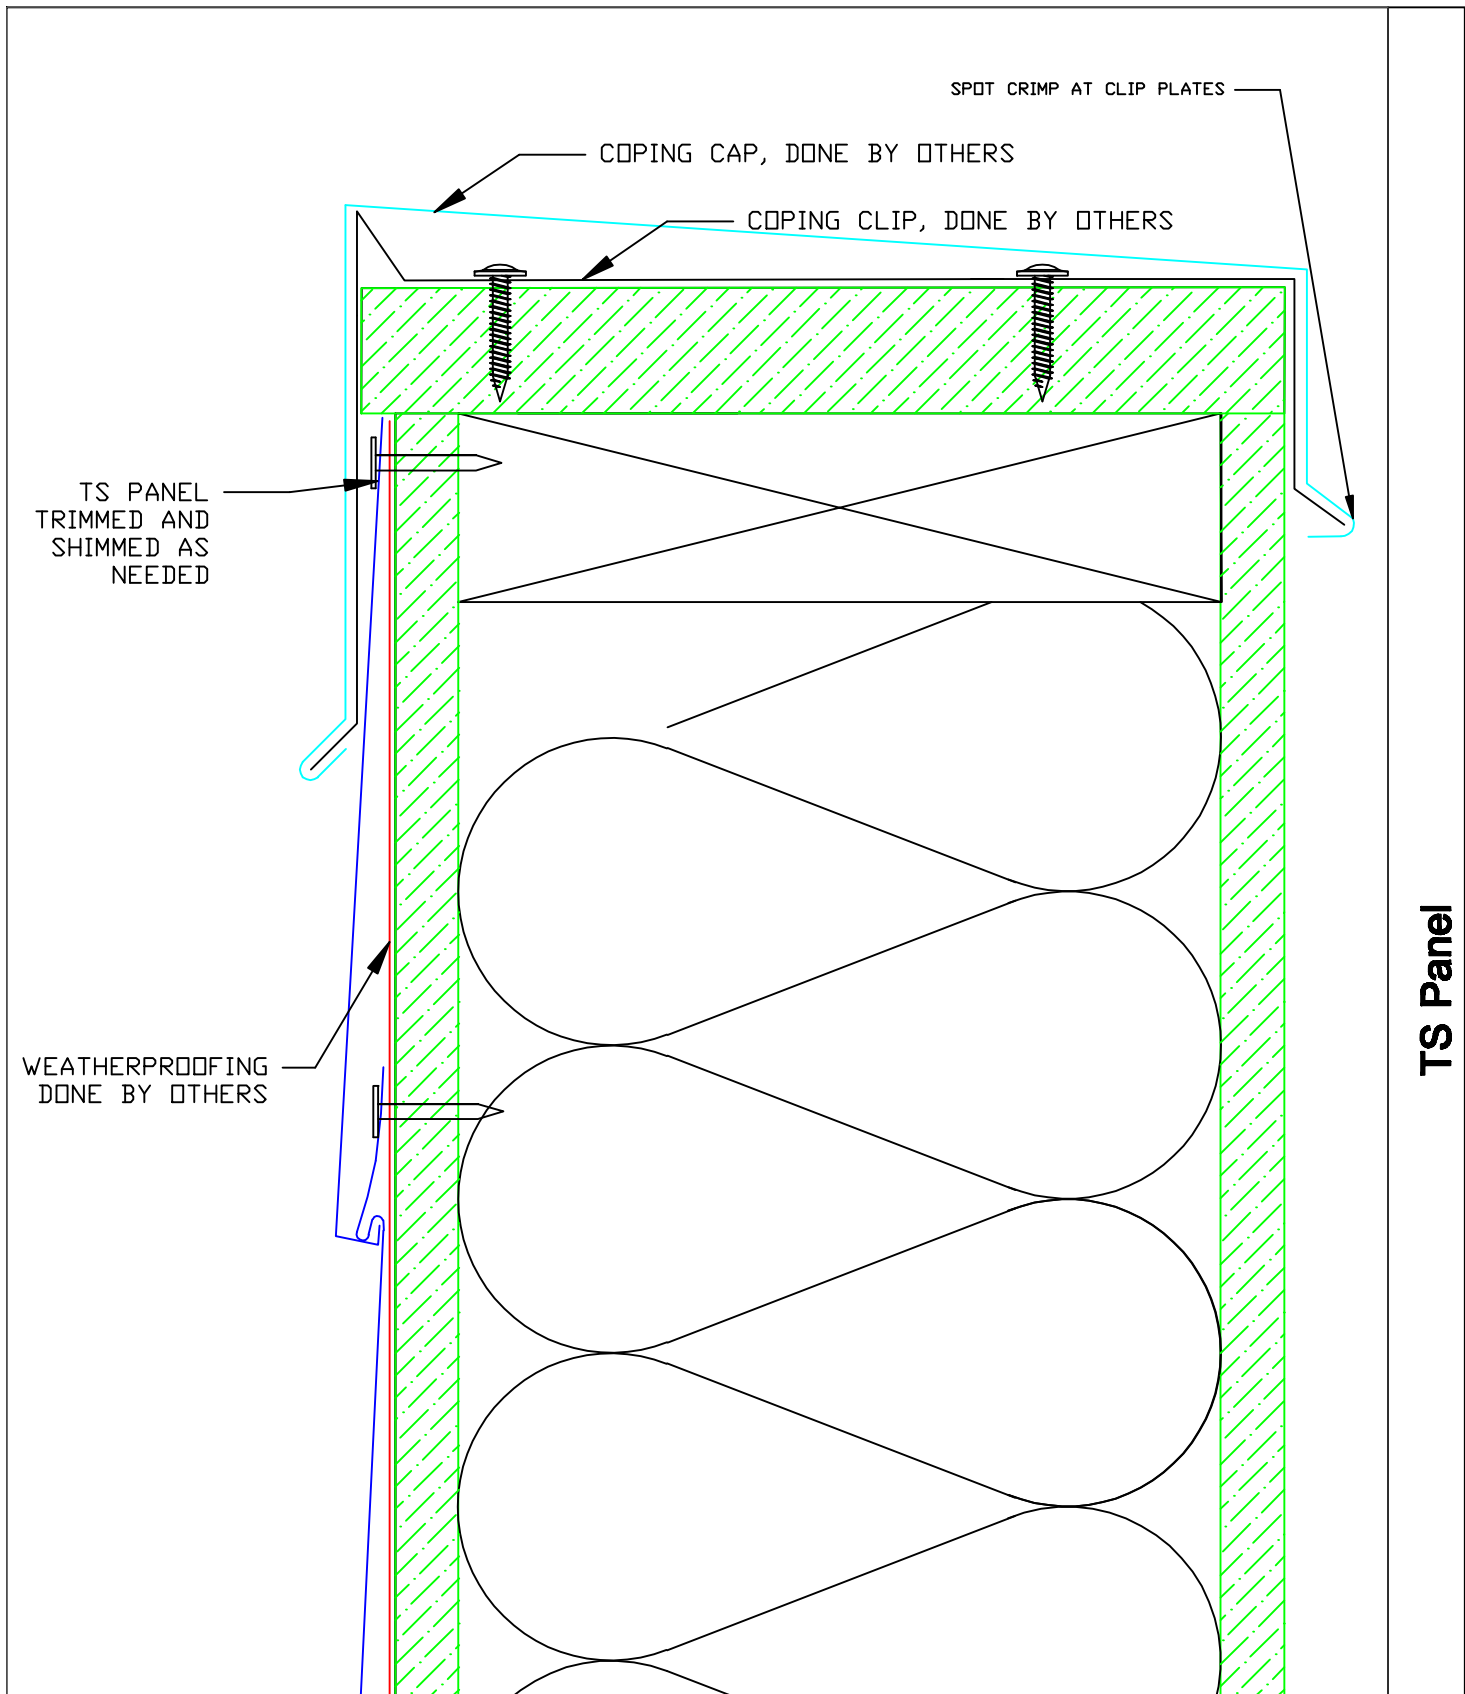 SPOT CRIMP AT CLIP PLATES
COPING CAP, DONE BY OTHERS
COPING CLIP, DONE BY OTHERS
TS PANEL
TRIMMED AND
SHIMMED AS
NEEDED
WEATHERPROOFING
DONE BY OTHERS
TS Panel